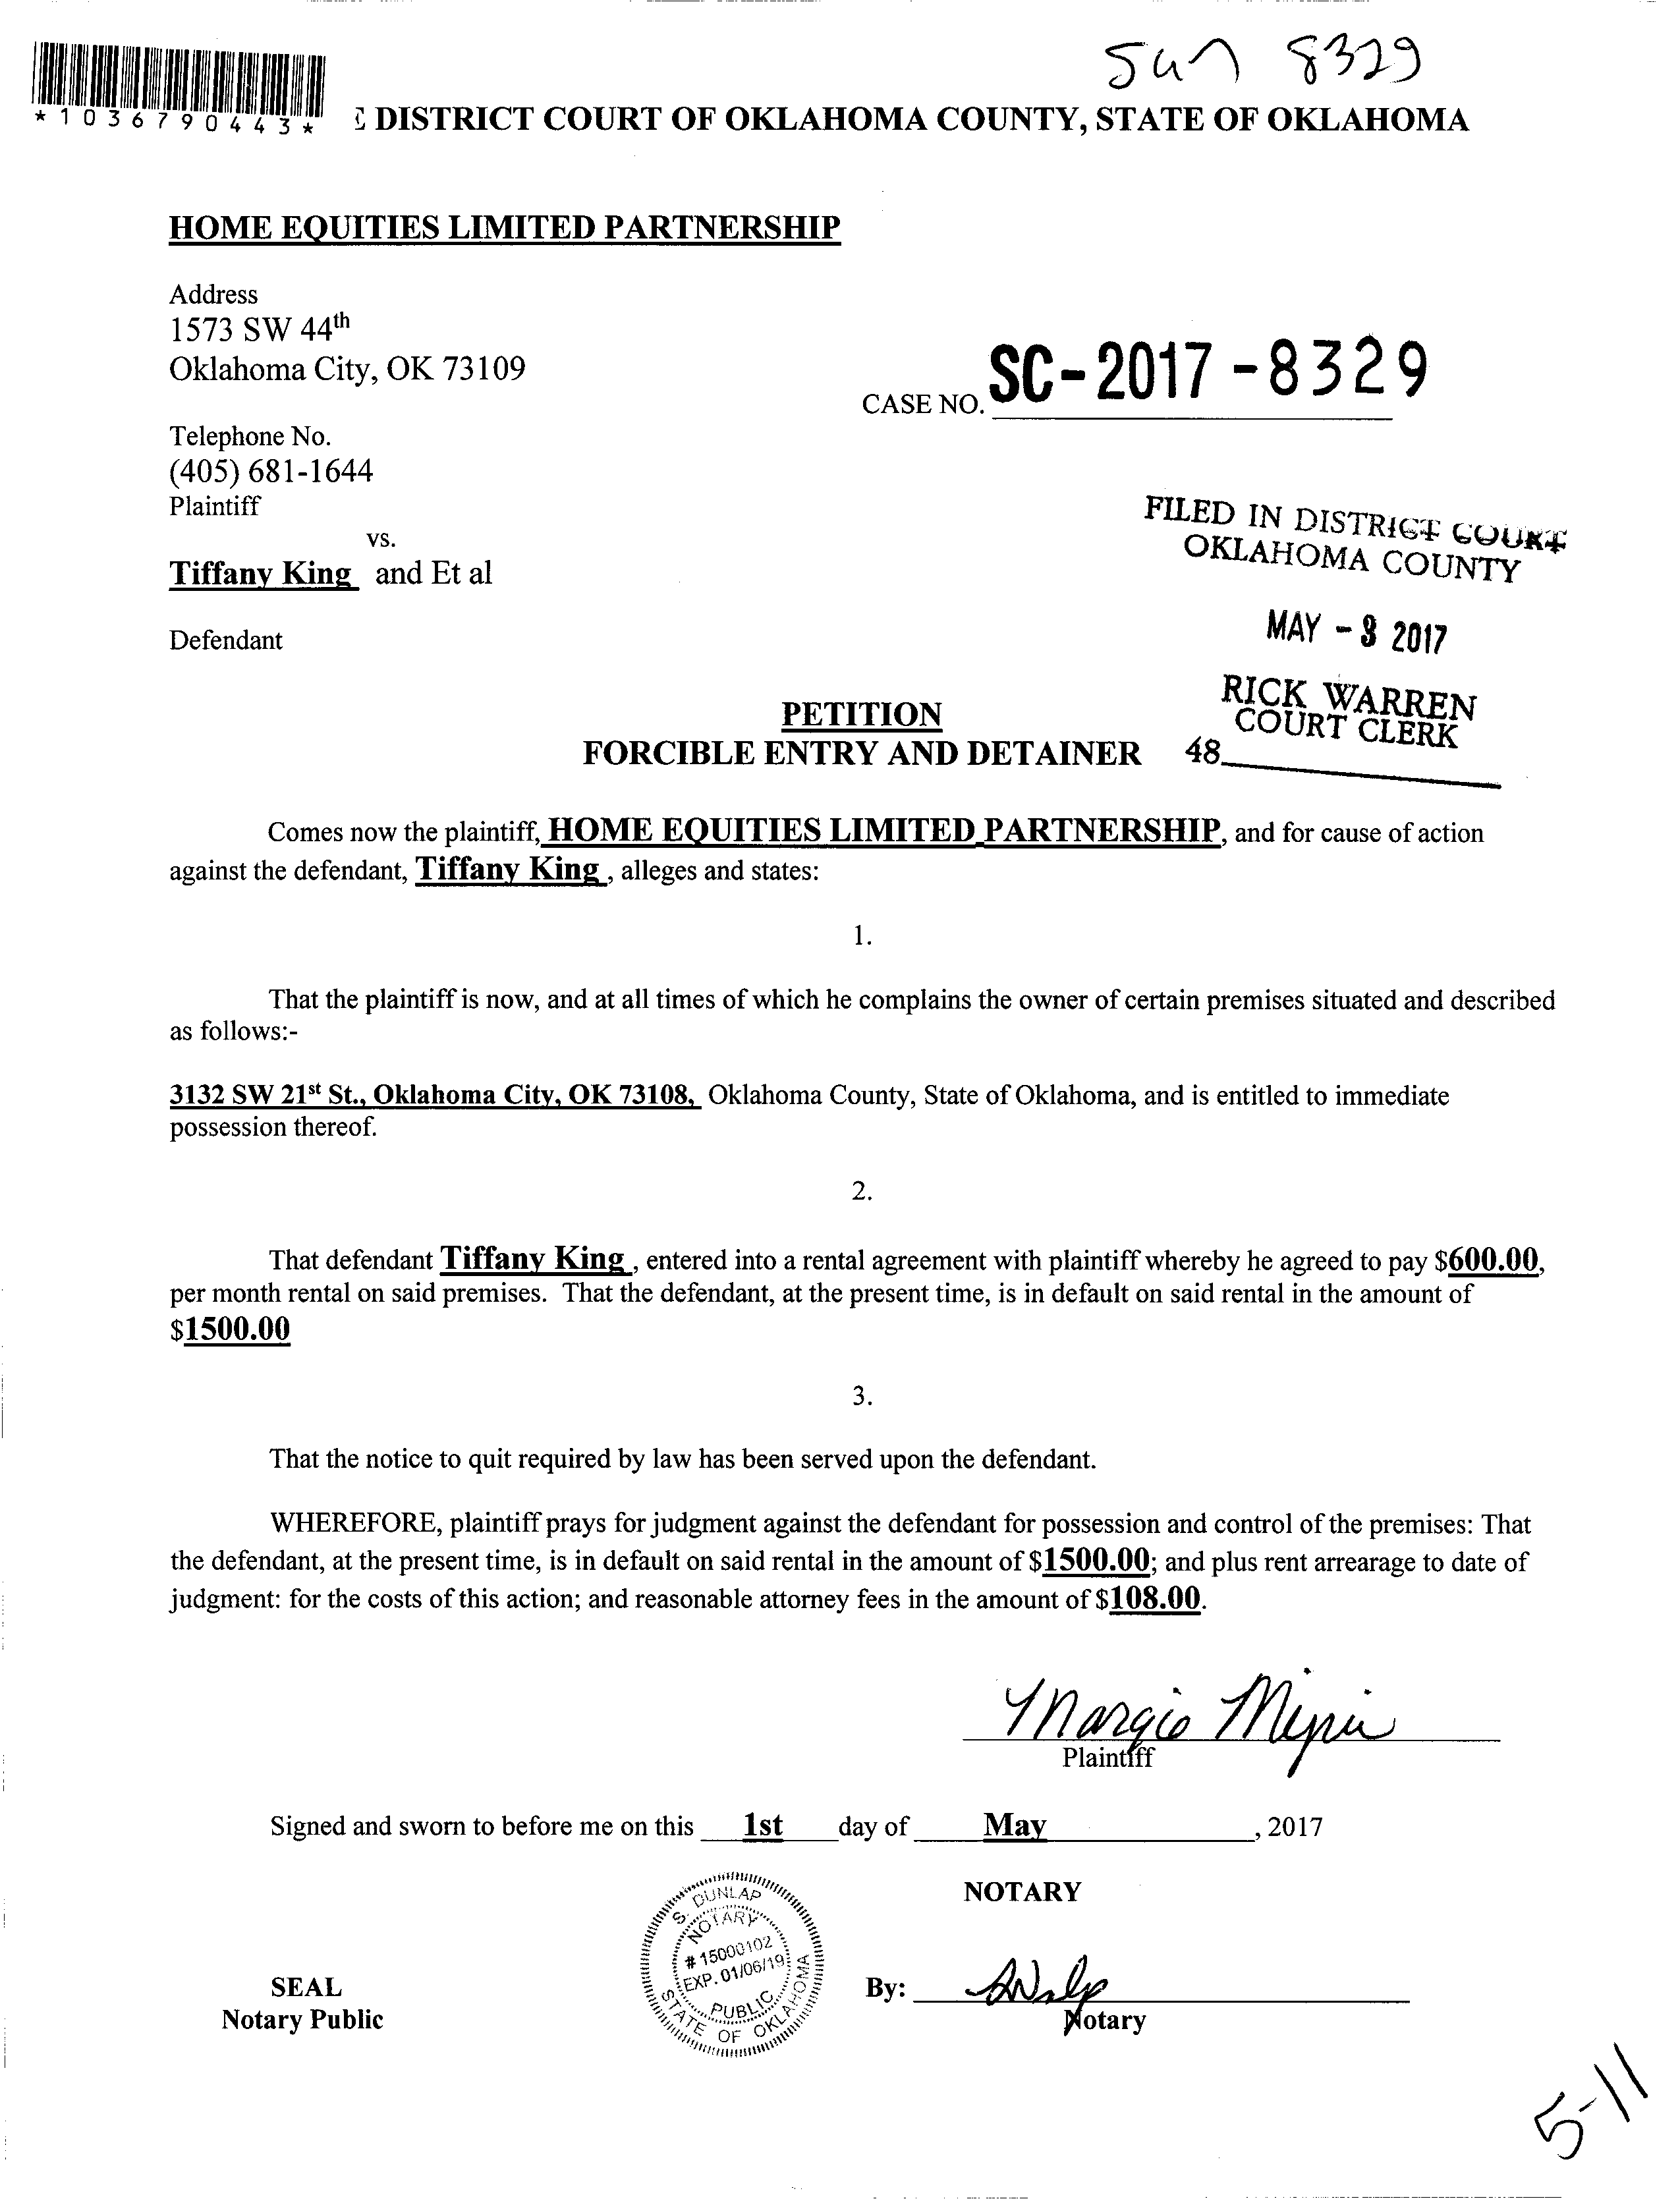 8329
*1036790443*
DISTRICT COURT OF OKLAHOMA COUNTY, STATE OF OKLAHOMA
HOME EQUITIES LIMITED PARTNERSHIP
Address
1573 SW 44th
Oklahoma City, OK 73109
CASE NO. SC-2017-8329
Telephone No.
(405) 681-1644
Plaintiff
vs.
Tiffany King and Et al
Defendant
FILED IN DISTRICT COURT
OKLAHOMA COUNTY
MAY - 3 2017
RICK WARREN
COURT CLERK
48
PETITION
FORCIBLE ENTRY AND DETAINER
Comes now the plaintiff, HOME EQUITIES LIMITED PARTNERSHIP, and for cause of action
against the defendant, Tiffany King , alleges and states:
1.
That the plaintiff is now, and at all times of which he complains the owner of certain premises situated and described
as follows:-
3132 SW 21st St., Oklahoma City, OK 73108, Oklahoma County, State of Oklahoma, and is entitled to immediate
possession thereof.
2.
That defendant Tiffany King , entered into a rental agreement with plaintiff whereby he agreed to pay $600.00,
per month rental on said premises. That the defendant, at the present time, is in default on said rental in the amount of
$1500.00
3.
That the notice to quit required by law has been served upon the defendant.
WHEREFORE, plaintiff prays for judgment against the defendant for possession and control of the premises: That
the defendant, at the present time, is in default on said rental in the amount of $1500.00; and plus rent arrearage to date of
judgment: for the costs of this action; and reasonable attorney fees in the amount of $108.00.
Margie
Plaintiff
Signed and sworn to before me on this 1st day of May , 2017
NOTARY
S. DUNLAP
NOTARY
# 15000102
EXP. 01/06/19
PUBLIC
STATE OF OKLAHOMA
SEAL
Notary Public
By:
Notary
5-11